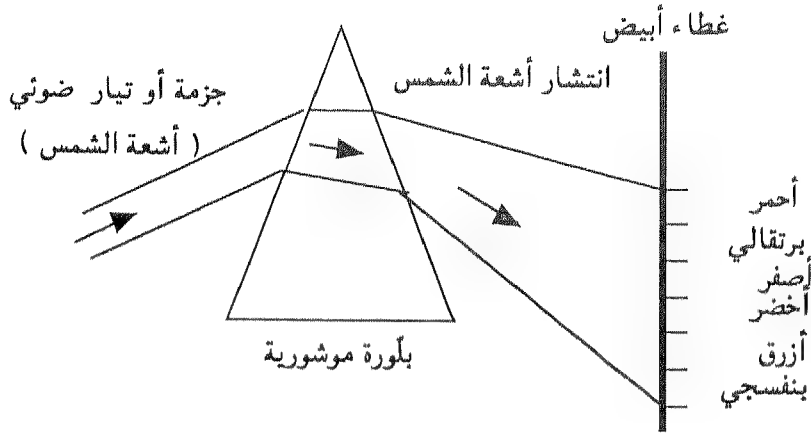 غطاء أبيض
انتشار أشعة الشمس
جزمة أو تيار ضوئي
( أشعة الشمس )
أحمر
برتقالي
أصفر
أخضر
أزرق
بنفسجي
بلّورة موشورية